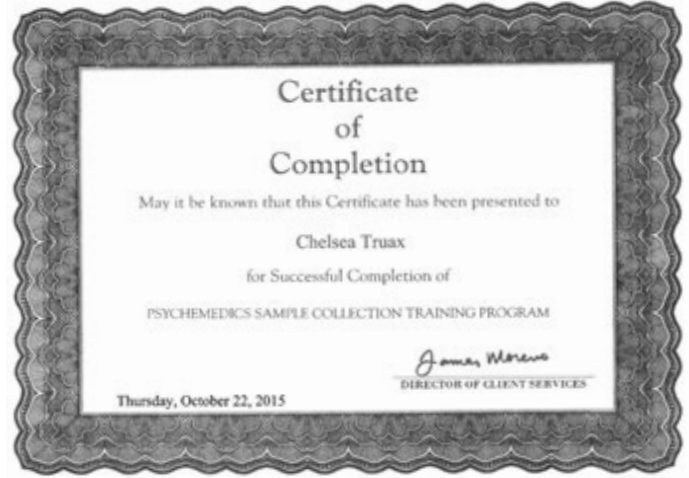 Certificate
of
Completion
May it be known that this Certificate has been presented to
Chelsea Truax
for Successful Completion of
PSYCHEMEDICS SAMPLE COLLECTION TRAINING PROGRAM
James Moreno
DIRECTOR OF CLIENT SERVICES
Thursday, October 22, 2015